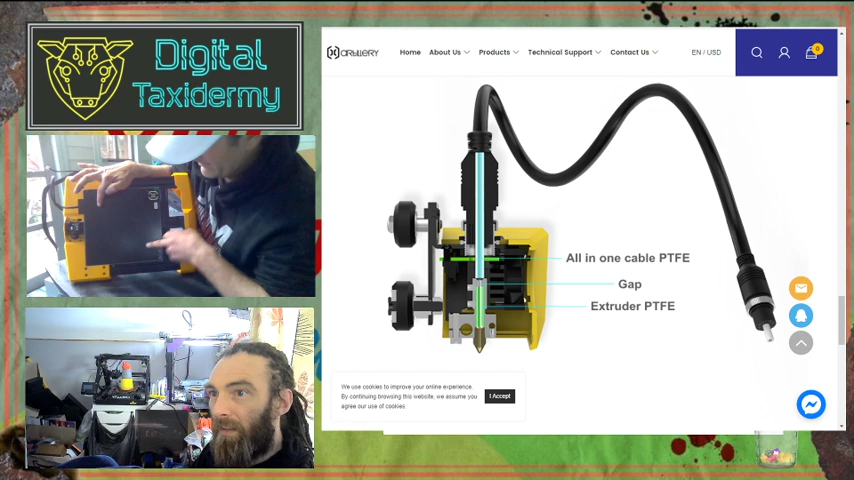 Digital
Taxidermy
ARTILLERY
Home
About Us
Products
Technical Support
Contact Us
EN / USD
0
All in one cable PTFE
Gap
Extruder PTFE
We use cookies to improve your online experience.
By continuing browsing this website, we assume you
agree our use of cookies.
I Accept